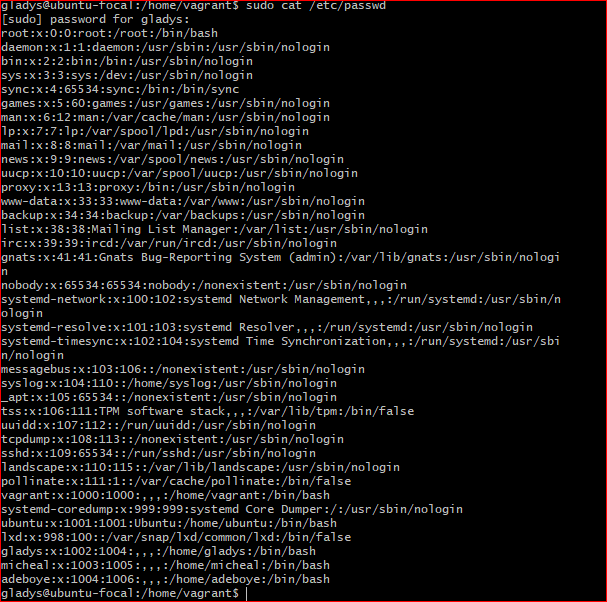 gladys@ubuntu-focal:/home/vagrant$ sudo cat /etc/passwd
[sudo] password for gladys:
root:x:0:0:root:/root:/bin/bash
daemon:x:1:1:daemon:/usr/sbin:/usr/sbin/nologin
bin:x:2:2:bin:/bin:/usr/sbin/nologin
sys:x:3:3:sys:/dev:/usr/sbin/nologin
sync:x:4:65534:sync:/bin:/bin/sync
games:x:5:60:games:/usr/games:/usr/sbin/nologin
man:x:6:12:man:/var/cache/man:/usr/sbin/nologin
lp:x:7:7:lp:/var/spool/lpd:/usr/sbin/nologin
mail:x:8:8:mail:/var/mail:/usr/sbin/nologin
news:x:9:9:news:/var/spool/news:/usr/sbin/nologin
uucp:x:10:10:uucp:/var/spool/uucp:/usr/sbin/nologin
proxy:x:13:13:proxy:/bin:/usr/sbin/nologin
www-data:x:33:33:www-data:/var/www:/usr/sbin/nologin
backup:x:34:34:backup:/var/backups:/usr/sbin/nologin
list:x:38:38:Mailing List Manager:/var/list:/usr/sbin/nologin
irc:x:39:39:ircd:/var/run/ircd:/usr/sbin/nologin
gnats:x:41:41:Gnats Bug-Reporting System (admin):/var/lib/gnats:/usr/sbin/nologi
n
nobody:x:65534:65534:nobody:/nonexistent:/usr/sbin/nologin
systemd-network:x:100:102:systemd Network Management,,,:/run/systemd:/usr/sbin/n
ologin
systemd-resolve:x:101:103:systemd Resolver,,,:/run/systemd:/usr/sbin/nologin
systemd-timesync:x:102:104:systemd Time Synchronization,,,:/run/systemd:/usr/sbi
n/nologin
messagebus:x:103:106::/nonexistent:/usr/sbin/nologin
syslog:x:104:110::/home/syslog:/usr/sbin/nologin
_apt:x:105:65534::/nonexistent:/usr/sbin/nologin
tss:x:106:111:TPM software stack,,,:/var/lib/tpm:/bin/false
uuidd:x:107:112::/run/uuidd:/usr/sbin/nologin
tcpdump:x:108:113::/nonexistent:/usr/sbin/nologin
sshd:x:109:65534::/run/sshd:/usr/sbin/nologin
landscape:x:110:115::/var/lib/landscape:/usr/sbin/nologin
pollinate:x:111:1::/var/cache/pollinate:/bin/false
vagrant:x:1000:1000:,,,:/home/vagrant:/bin/bash
systemd-coredump:x:999:999:systemd Core Dumper:/:/usr/sbin/nologin
ubuntu:x:1001:1001:Ubuntu:/home/ubuntu:/bin/bash
lxd:x:998:100::/var/snap/lxd/common/lxd:/bin/false
gladys:x:1002:1004:,,,:/home/gladys:/bin/bash
micheal:x:1003:1005:,,,:/home/micheal:/bin/bash
adeboye:x:1004:1006:,,,:/home/adeboye:/bin/bash
gladys@ubuntu-focal:/home/vagrant$